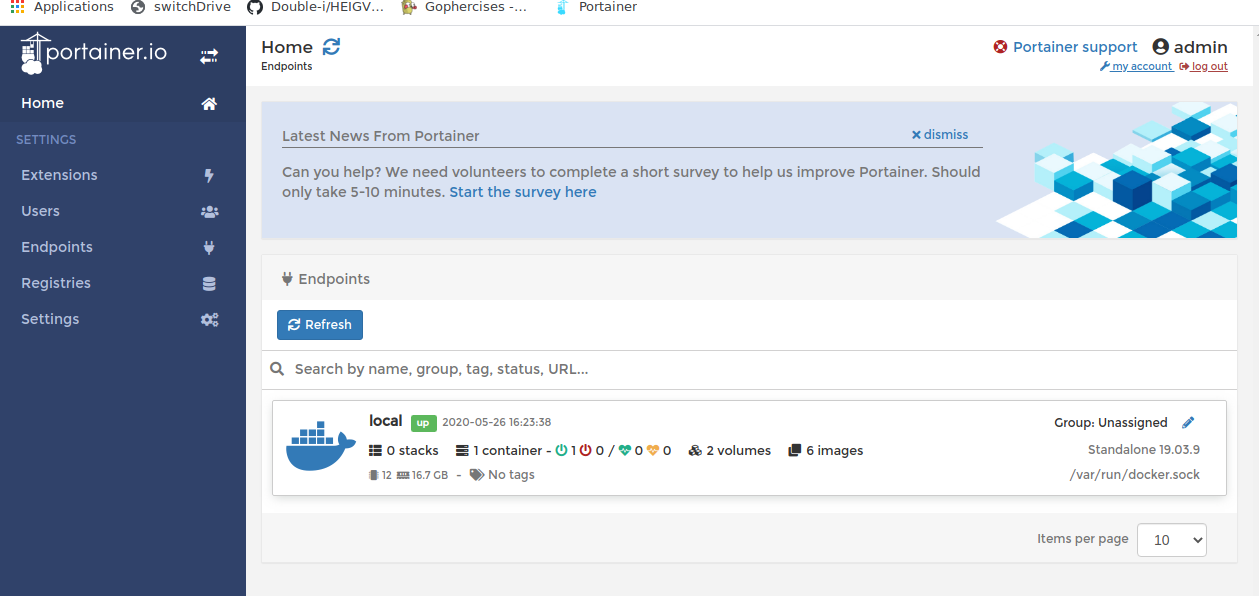 Applications switchDrive Double-i/HEIGV... Gophercises -... Portainer
portainer.io
Home
SETTINGS
Extensions
Users
Endpoints
Registries
Settings
Home
Endpoints
Portainer support admin
my account log out
Latest News From Portainer
dismiss
Can you help? We need volunteers to complete a short survey to help us improve Portainer. Should
only take 5-10 minutes. Start the survey here
Endpoints
Refresh
Search by name, group, tag, status, URL...
local up 2020-05-26 16:23:38
Group: Unassigned
0 stacks 1 container - 1 0 / 0 0 2 volumes 6 images
Standalone 19.03.9
12 16.7 GB - No tags
/var/run/docker.sock
Items per page 10